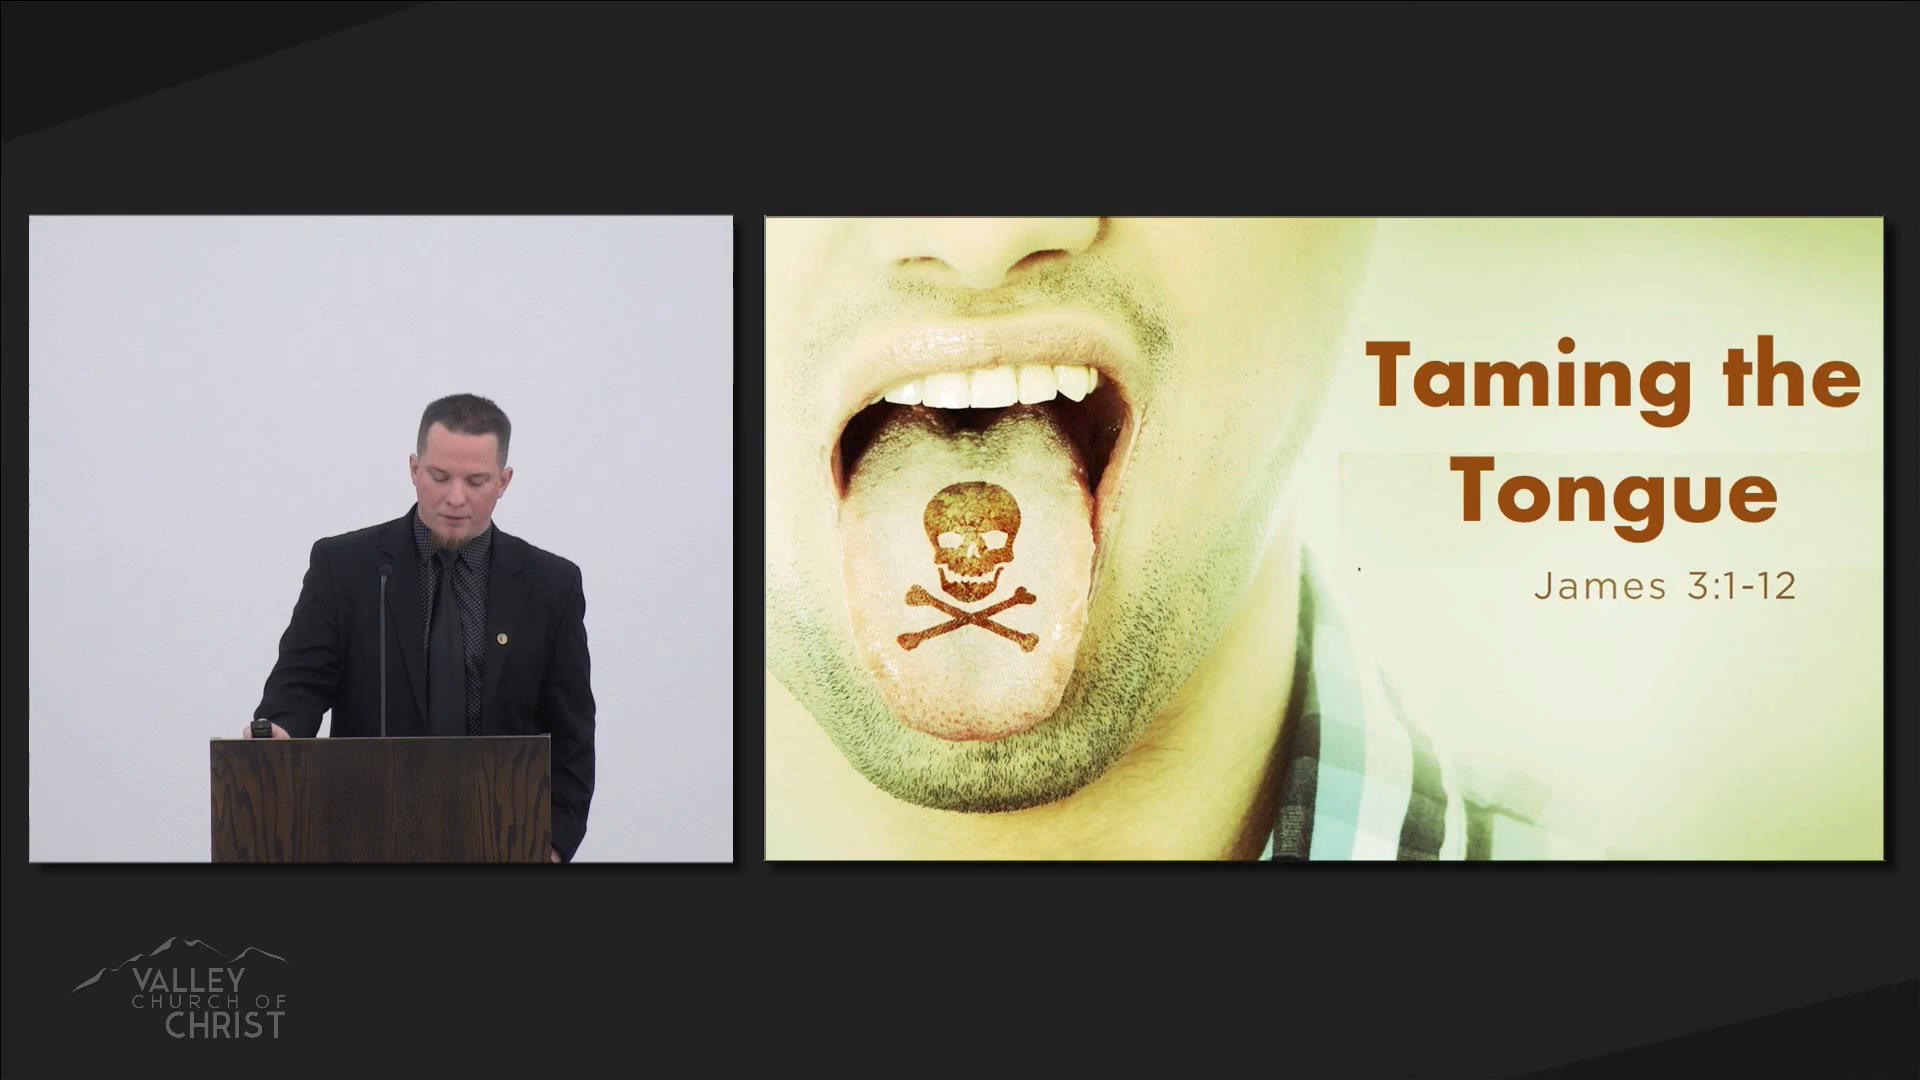 Taming the
Tongue
James 3:1-12
VALLEY
CHURCH OF
CHRIST